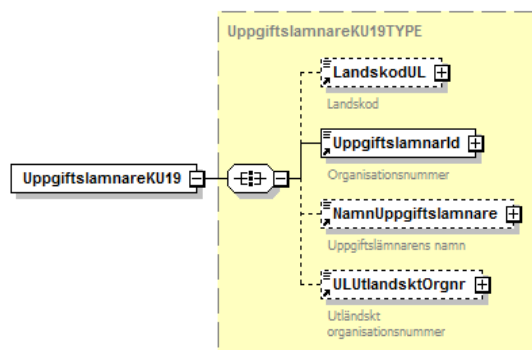 UppgiftslamnareKU19TYPE
LandskodUL
Landskod
UppgiftslamnarId
Organisationsnummer
UppgiftslamnareKU19
NamnUppgiftslamnare
Uppgiftslämnarens namn
ULUtlandsktOrgnr
Utländskt
organisationsnummer